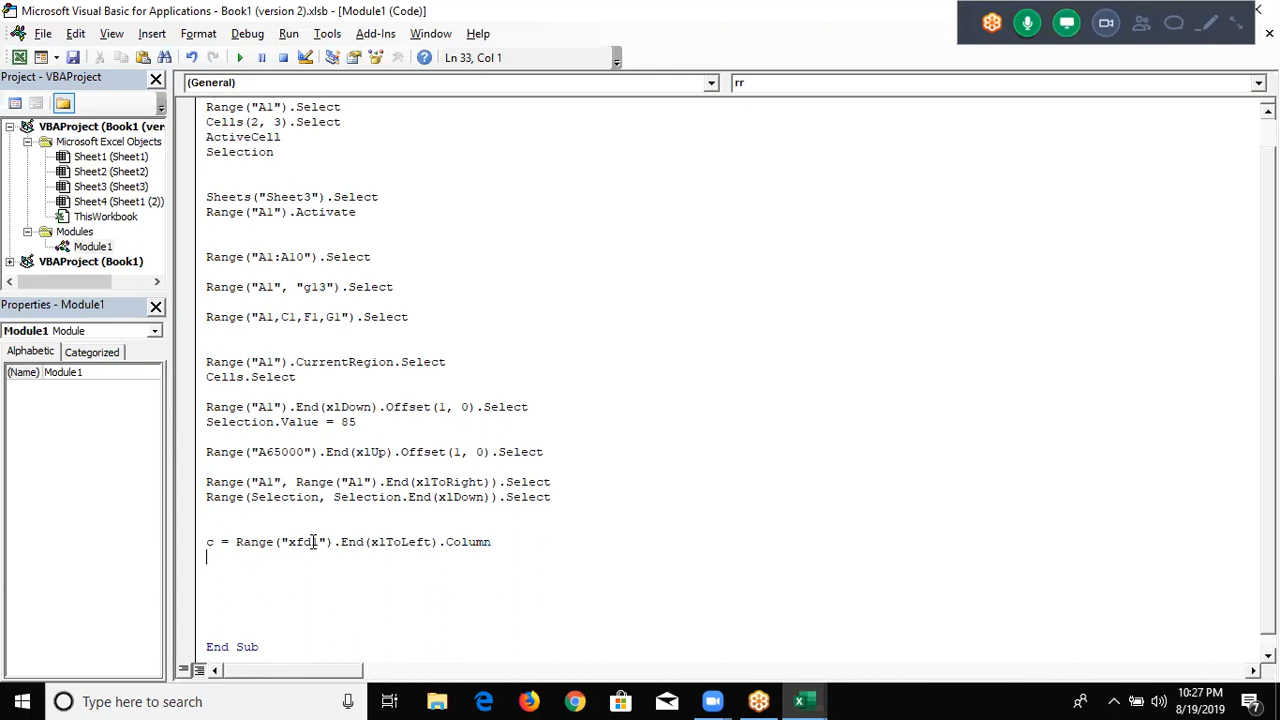 Microsoft Visual Basic for Applications - Book1 (version 2).xlsb - [Module1 (Code)]
File Edit View Insert Format Debug Run Tools Add-Ins Window Help
Ln 33, Col 1
Project - VBAProject
(General)
rr
VBAProject (Book1 (ver
Microsoft Excel Objects
Sheet1 (Sheet1)
Sheet2 (Sheet2)
Sheet3 (Sheet3)
Sheet4 (Sheet1 (2))
ThisWorkbook
Modules
Module1
VBAProject (Book1)
Properties - Module1
Module1 Module
Alphabetic Categorized
(Name) Module1
Range("A1").Select
Cells(2, 3).Select
ActiveCell
Selection
Sheets("Sheet3").Select
Range("A1").Activate
Range("A1:A10").Select
Range("A1", "g13").Select
Range("A1,C1,F1,G1").Select
Range("A1").CurrentRegion.Select
Cells.Select
Range("A1").End(xlDown).Offset(1, 0).Select
Selection.Value = 85
Range("A65000").End(xlUp).Offset(1, 0).Select
Range("A1", Range("A1").End(xlToRight)).Select
Range(Selection, Selection.End(xlDown)).Select
c = Range("xfd1").End(xlToLeft).Column
End Sub
Type here to search
10:27 PM
8/19/2019
7